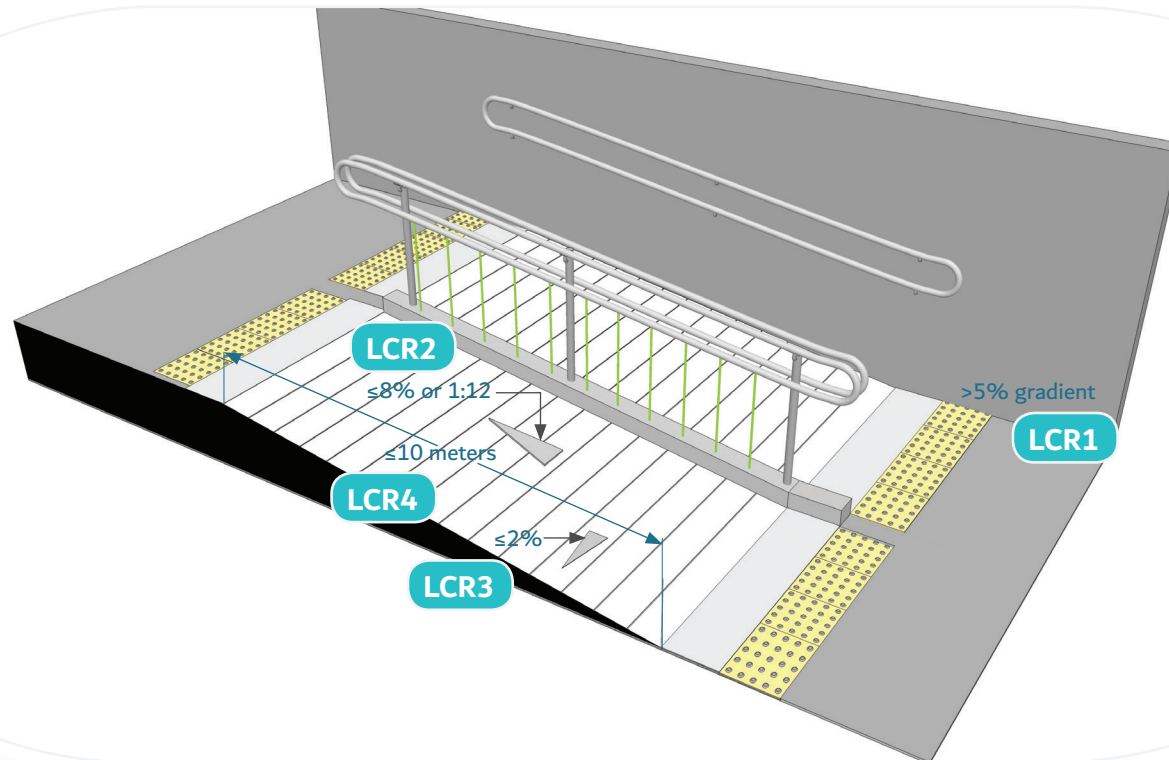 LCR2
≤8% or 1:12
>5% gradient
LCR1
≤10 meters
LCR4
≤2%
LCR3